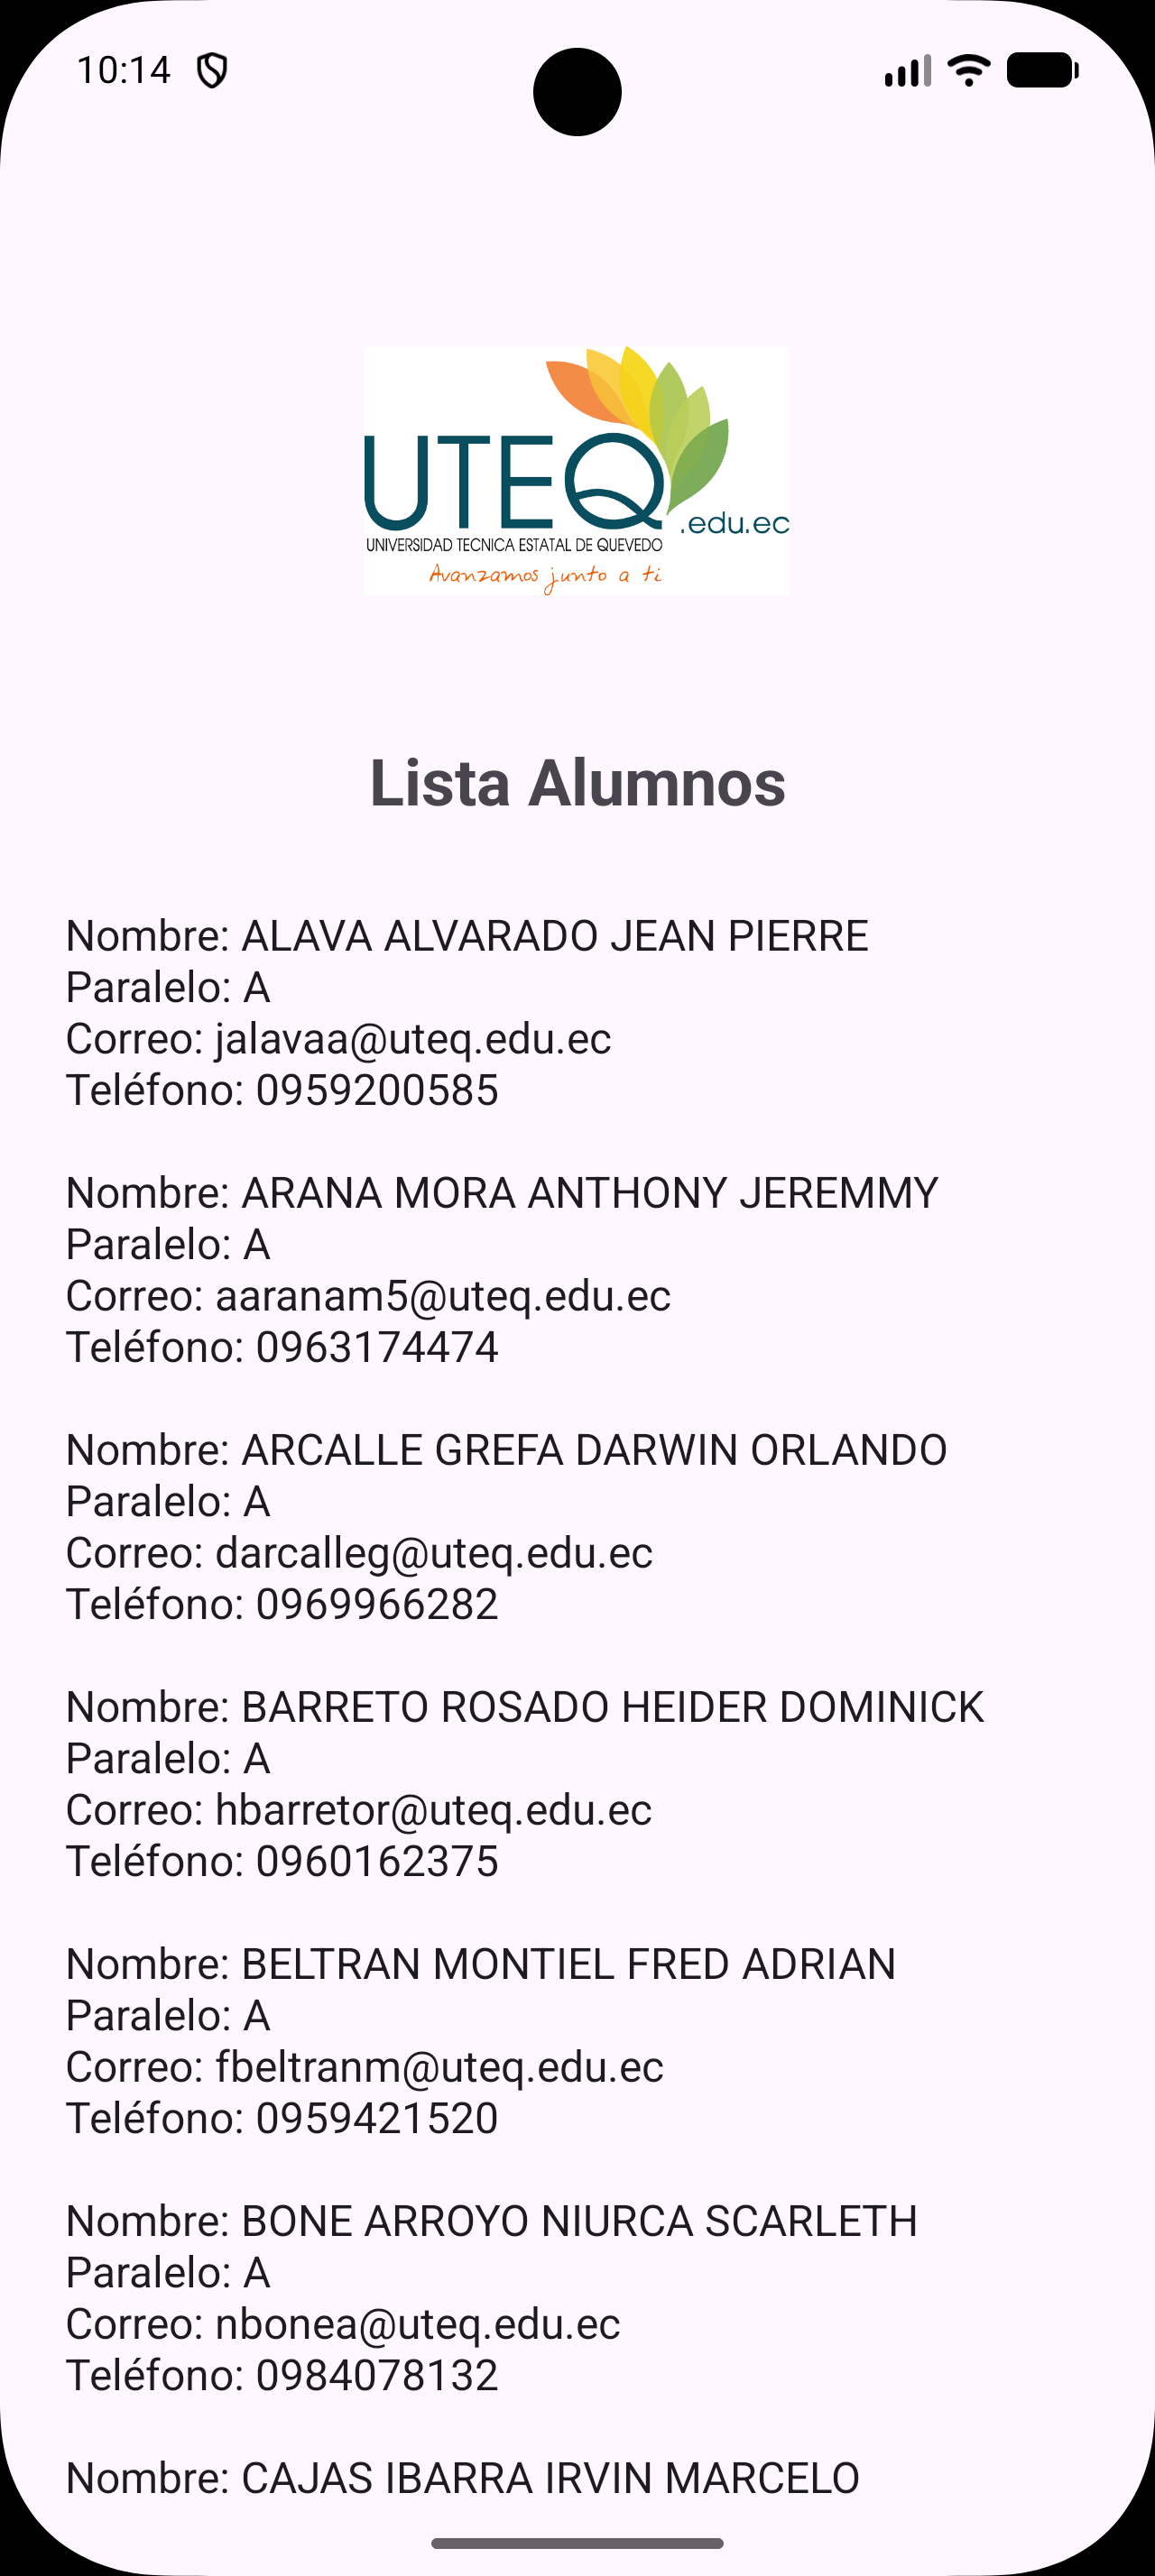 10:14
UTEQ
.edu.ec
UNIVERSIDAD TECNICA ESTATAL DE QUEVEDO
Avanzamos junto a ti
Lista Alumnos
Nombre: ALAVA ALVARADO JEAN PIERRE
Paralelo: A
Correo: jalavaa@uteq.edu.ec
Teléfono: 0959200585
Nombre: ARANA MORA ANTHONY JEREMMY
Paralelo: A
Correo: aaranam5@uteq.edu.ec
Teléfono: 0963174474
Nombre: ARCALLE GREFA DARWIN ORLANDO
Paralelo: A
Correo: darcalleg@uteq.edu.ec
Teléfono: 0969966282
Nombre: BARRETO ROSADO HEIDER DOMINICK
Paralelo: A
Correo: hbarretor@uteq.edu.ec
Teléfono: 0960162375
Nombre: BELTRAN MONTIEL FRED ADRIAN
Paralelo: A
Correo: fbeltranm@uteq.edu.ec
Teléfono: 0959421520
Nombre: BONE ARROYO NIURCA SCARLETH
Paralelo: A
Correo: nbonea@uteq.edu.ec
Teléfono: 0984078132
Nombre: CAJAS IBARRA IRVIN MARCELO